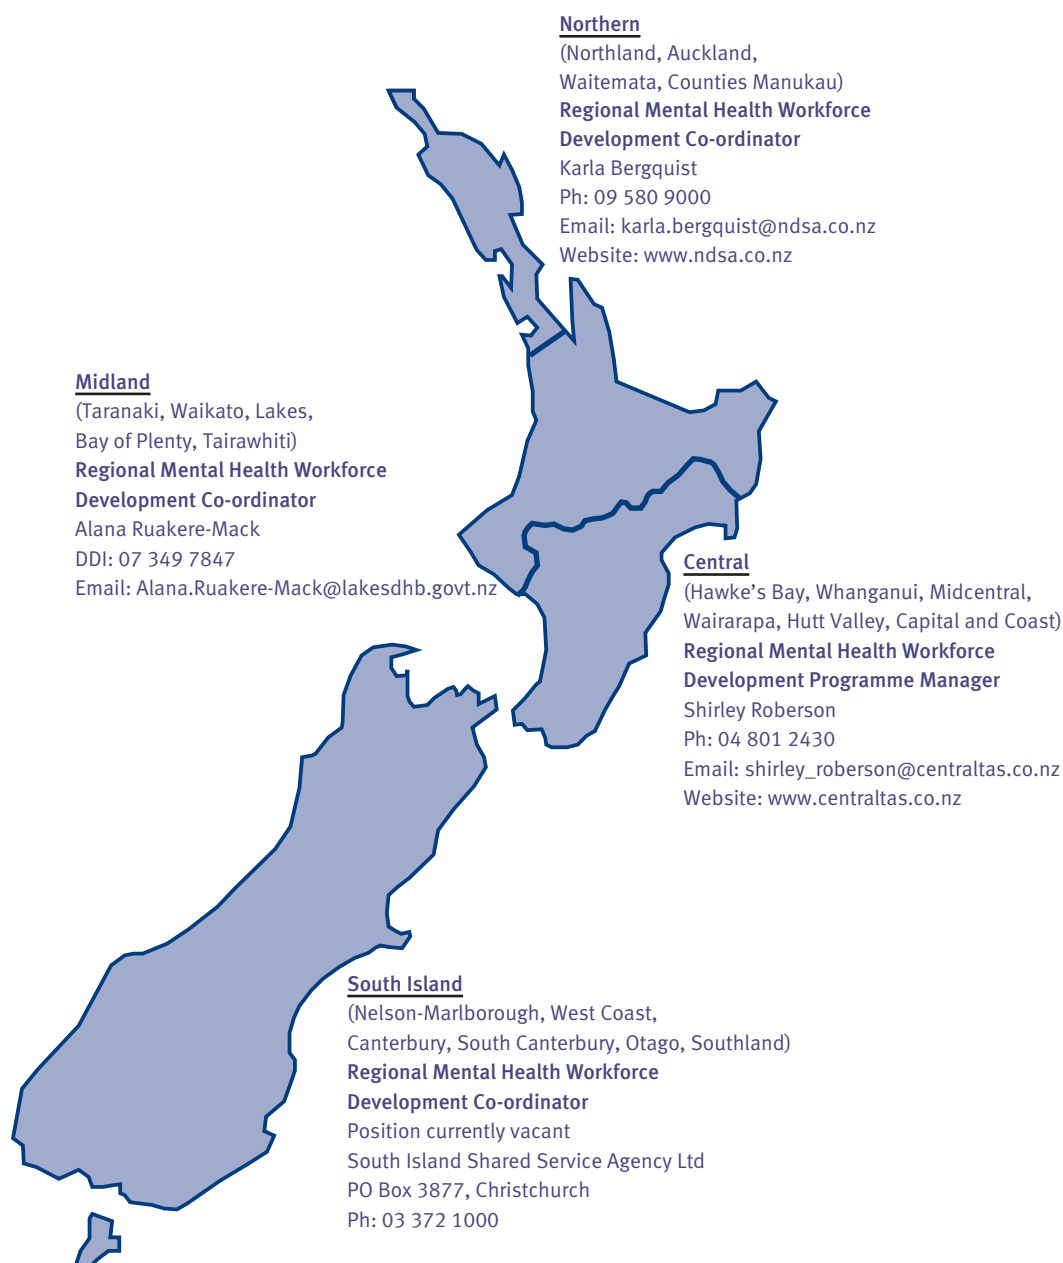 Northern
(Northland, Auckland,
Waitemata, Counties Manukau)
Regional Mental Health Workforce
Development Co-ordinator
Karla Bergquist
Ph: 09 580 9000
Email: karla.bergquist@ndsa.co.nz
Website: www.ndsa.co.nz
Midland
(Taranaki, Waikato, Lakes,
Bay of Plenty, Tairawhiti)
Regional Mental Health Workforce
Development Co-ordinator
Alana Ruakere-Mack
DDI: 07 349 7847
Email: Alana.Ruakere-Mack@lakesdhb.govt.nz
Central
(Hawke’s Bay, Whanganui, Midcentral,
Wairarapa, Hutt Valley, Capital and Coast)
Regional Mental Health Workforce
Development Programme Manager
Shirley Roberson
Ph: 04 801 2430
Email: shirley_roberson@centraltas.co.nz
Website: www.centraltas.co.nz
South Island
(Nelson-Marlborough, West Coast,
Canterbury, South Canterbury, Otago, Southland)
Regional Mental Health Workforce
Development Co-ordinator
Position currently vacant
South Island Shared Service Agency Ltd
PO Box 3877, Christchurch
Ph: 03 372 1000